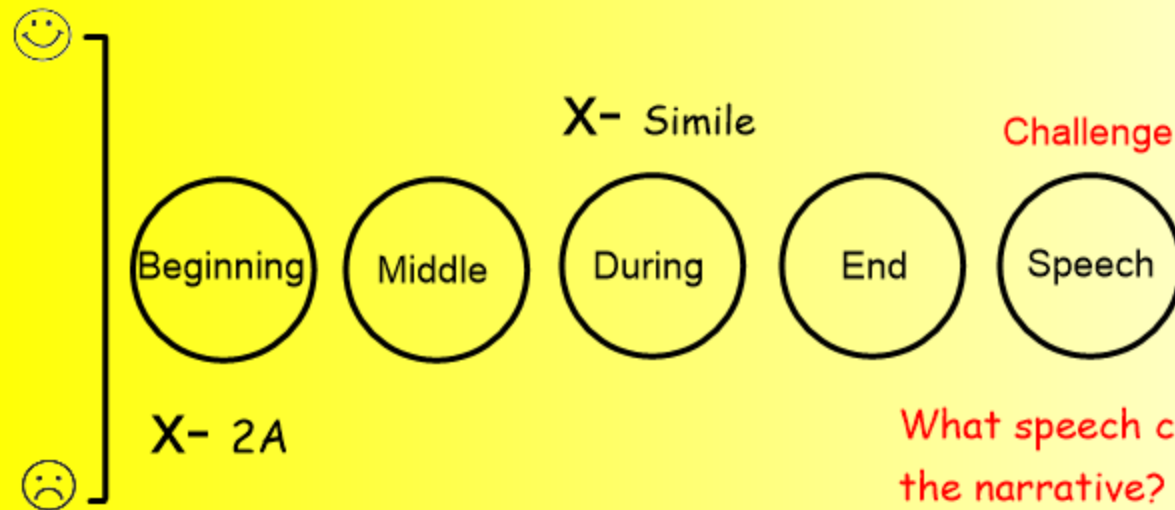 X- Simile
Challenge
Beginning Middle During End Speech
X- 2A
What speech c
the narrative?